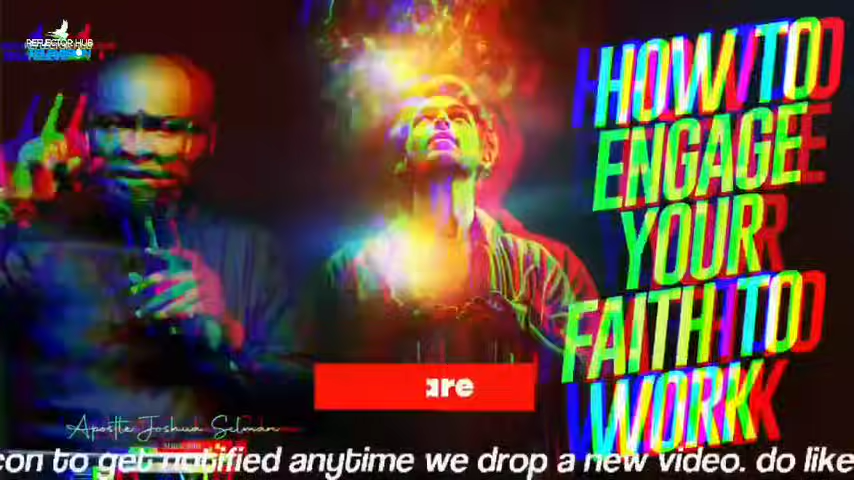 REFLECTOR HUB
TELEVISION
HOW TO
ENGAGE
YOUR
FAITH TO
WORK
are
Apostle Joshua Selman
con to get notified anytime we drop a new video. do like